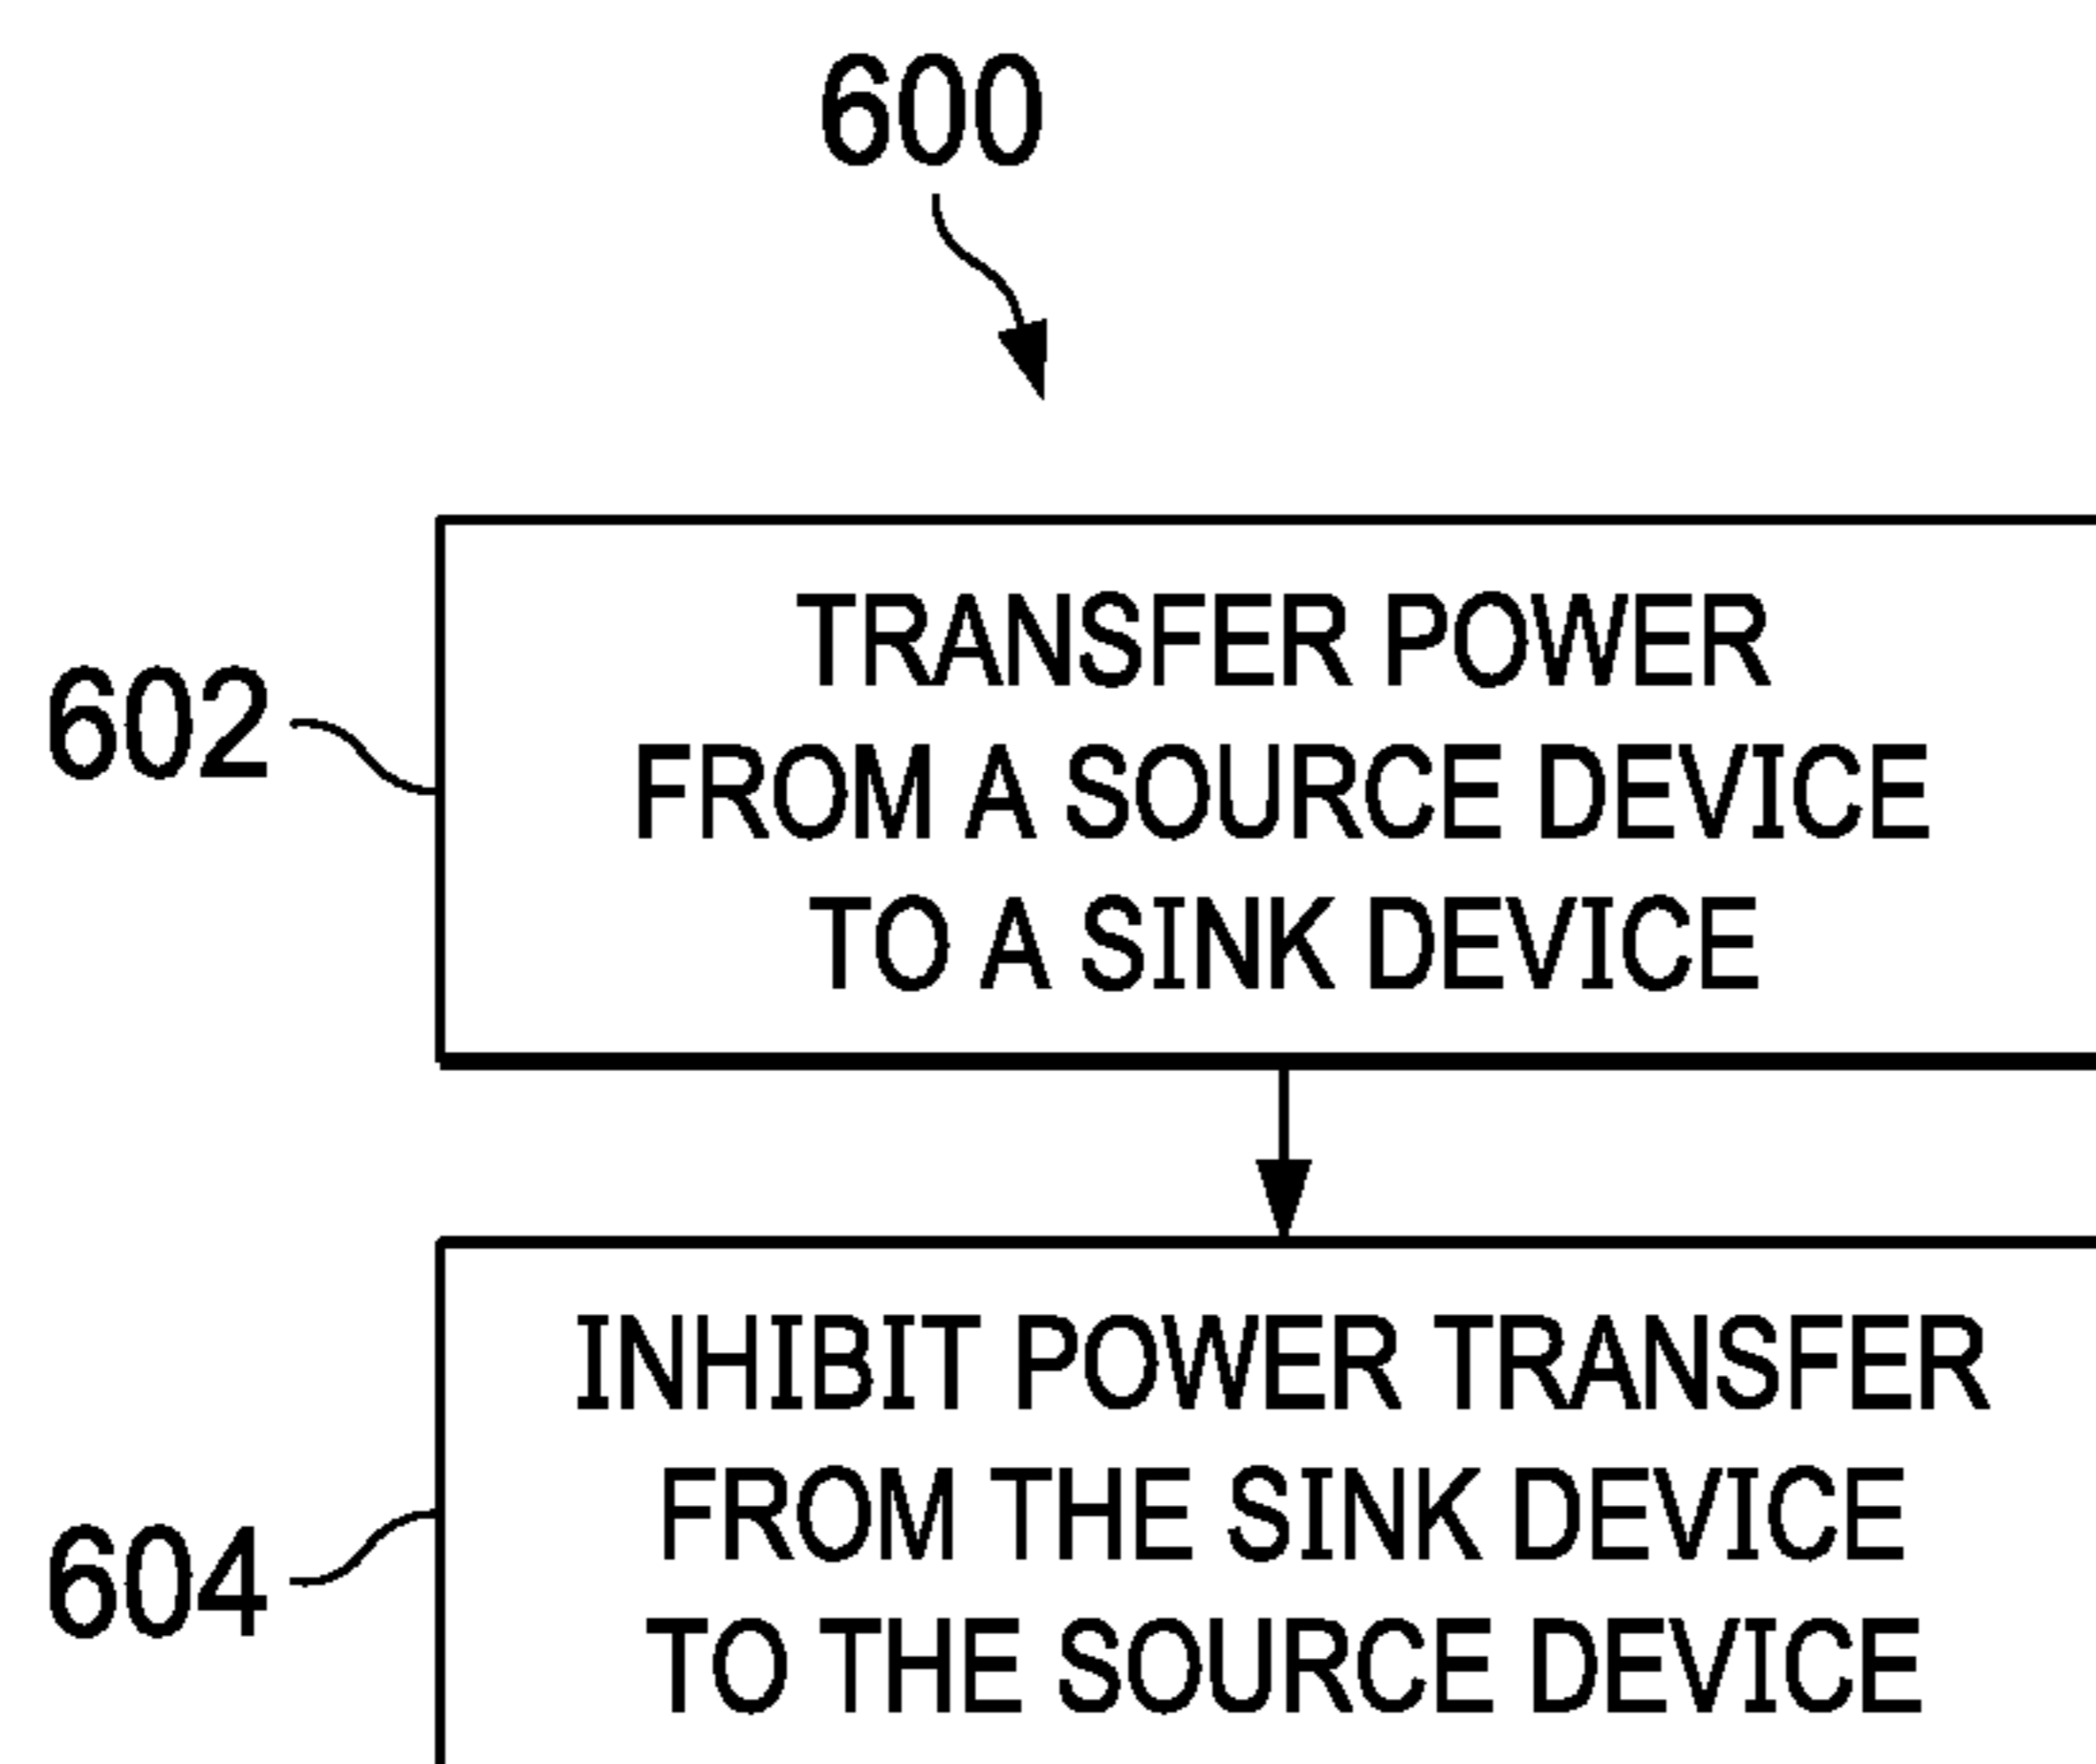 600
602
TRANSFER POWER
FROM A SOURCE DEVICE
TO A SINK DEVICE
604
INHIBIT POWER TRANSFER
FROM THE SINK DEVICE
TO THE SOURCE DEVICE